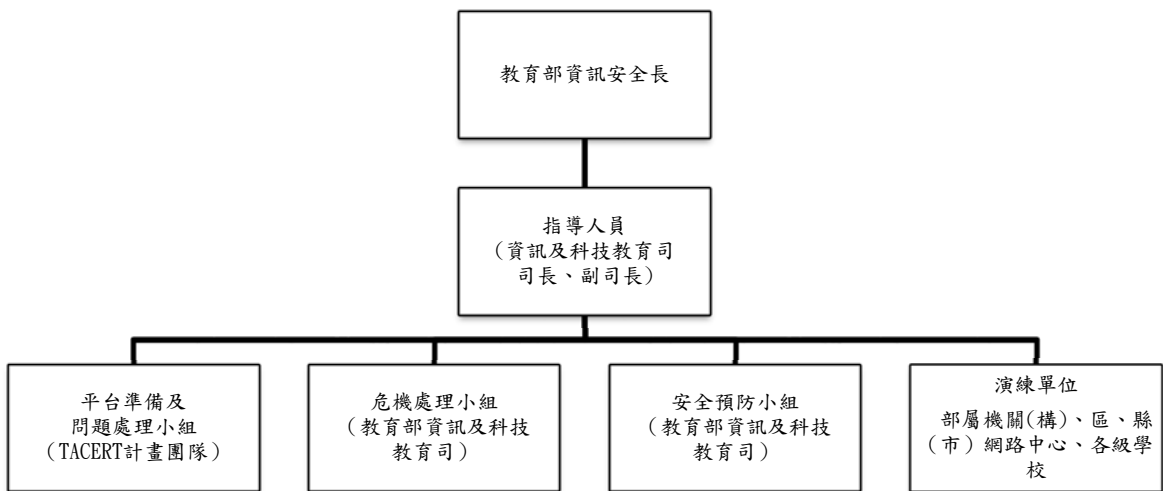 教育部資訊安全長
指導人員
（資訊及科技教育司
司長、副司長）
平台準備及
問題處理小組
（TACERT計畫團隊）
危機處理小組
（教育部資訊及科技
教育司）
安全預防小組
（教育部資訊及科技
教育司）
演練單位
部屬機關(構)、區、縣
（市）網路中心、各級學
校